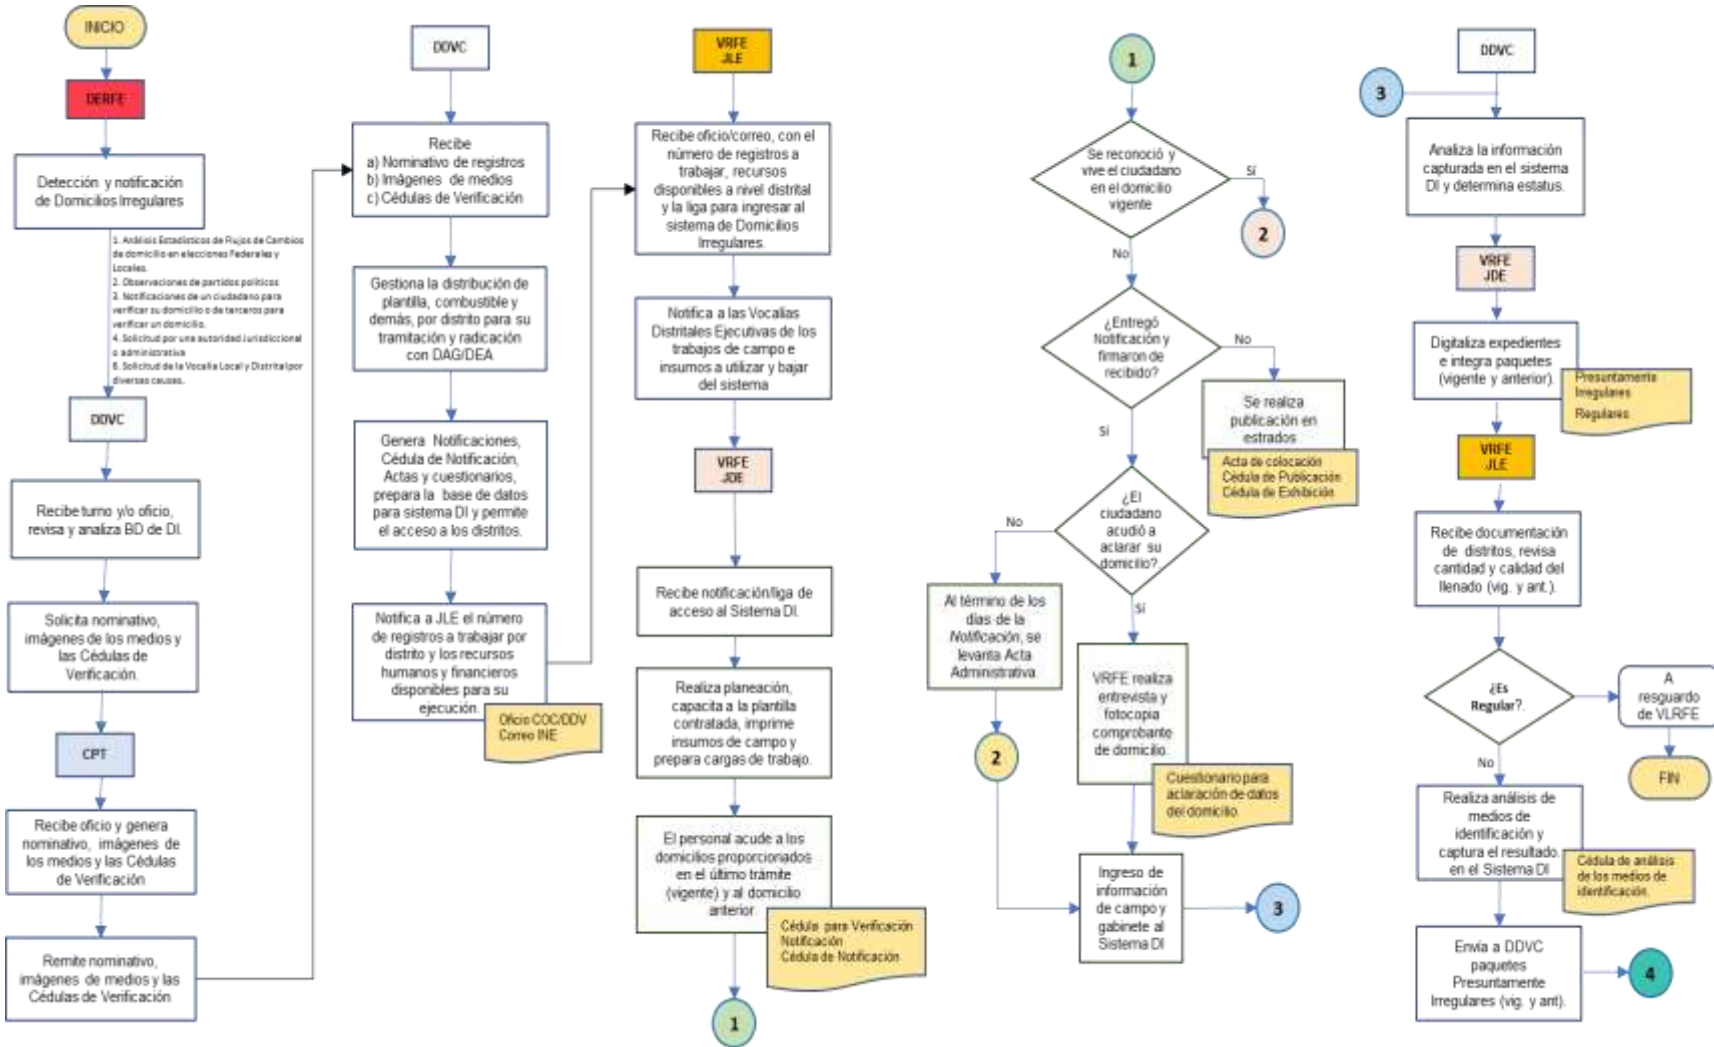 INICIO
DERFE
Detección y notificación
de Domicilios Irregulares
1. Análisis Estadísticos de Flujos de Cambios
de domicilio en elecciones Federales y
Locales.
2. Observaciones de partidos políticos
3. Notificaciones de un ciudadano para
verificar su domicilio o de terceros para
verificar un domicilio.
4. Solicitud por una autoridad Jurisdiccional
o administrativa
6. Solicitud de la Vocalía Local y Distrital por
diversas causas.
DDVC
Recibe turno y/o oficio,
revisa y analiza BD de DI.
Solicita nominativo,
imágenes de los medios y
las Cédulas de
Verificación.
CPT
Recibe oficio y genera
nominativo, imágenes de
los medios y las Cédulas
de Verificación
Remite nominativo,
imágenes de medios y las
Cédulas de Verificación
DDVC
Recibe
a) Nominativo de registros
b) Imágenes de medios
c) Cédulas de Verificación
Gestiona la distribución de
plantilla, combustible y
demás, por distrito para su
tramitación y radicación
con DAG/DEA
Genera Notificaciones,
Cédula de Notificación,
Actas y cuestionarios,
prepara la base de datos
para sistema DI y permite
el acceso a los distritos.
Notifica a JLE el número
de registros a trabajar por
distrito y los recursos
humanos y financieros
disponibles para su
ejecución.
Oficio COC/DDV
Correo INE
VRFE
JLE
Recibe oficio/correo, con el
número de registros a
trabajar, recursos
disponibles a nivel distrital
y la liga para ingresar al
sistema de Domicilios
Irregulares.
Notifica a las Vocalías
Distritales Ejecutivas de los
trabajos de campo e
insumos a utilizar y bajar
del sistema
VRFE
JDE
Recibe notificación/liga de
acceso al Sistema DI.
Realiza planeación,
capacita a la plantilla
contratada, imprime
insumos de campo y
prepara cargas de trabajo.
El personal acude a los
domicilios proporcionados
en el último trámite
(vigente) y al domicilio
anterior.
Cédula para Verificación
Notificación
Cédula de Notificación
1
1
Se reconoció y
vive el ciudadano
en el domicilio
vigente
Sí
2
No
¿Entregó
Notificación y
firmaron de
recibido?
No
Se realiza
publicación en
estrados
Acta de colocación
Cédula de Publicación
Cédula de Exhibición
Sí
¿El
ciudadano
acudió a
aclarar su
domicilio?
No
Al término de los
días de la
Notificación, se
levanta Acta
Administrativa.
2
Sí
VRFE realiza
entrevista y
fotocopia
comprobante
de domicilio.
Cuestionario para
aclaración de datos
del domicilio.
Ingreso de
información
de campo y
gabinete al
Sistema DI
3
DDVC
3
Analiza la información
capturada en el sistema
DI y determina estatus.
VRFE
JDE
Digitaliza expedientes
e integra paquetes
(vigente y anterior).
Presuntamente
Irregulares
Regulares
VRFE
JLE
Recibe documentación
de distritos, revisa
cantidad y calidad del
llenado (vig. y ant.).
¿Es
Regular?.
A
resguardo
de VLRFE
FIN
No
Realiza análisis de
medios de
identificación y
captura el resultado.
en el Sistema DI
Cédula de análisis
de los medios de
identificación.
Envía a DDVC
paquetes
Presuntamente
Irregulares (vig. y ant).
4